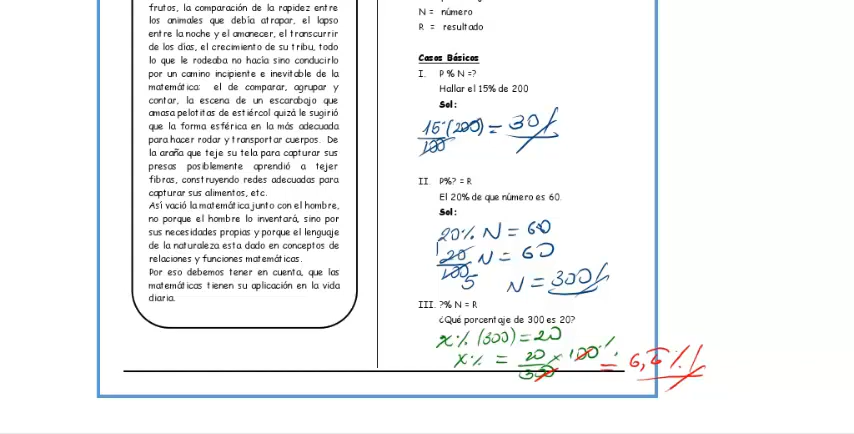 frutos, la comparación de la rapidez entre
los animales que debía atrapar, el lapso
entre la noche y el amanecer, el transcurrir
de los días, el crecimiento de su tribu, todo
lo que le rodeaba no hacía sino conducirlo
por un camino incipiente e inevitable de la
matemática: el de comparar, agrupar y
contar, la escena de un escarabajo que
amasa pelotitas de estiércol quizá le sugirió
que la forma esférica en la más adecuada
para hacer rodar y transportar cuerpos. De
la araña que teje su tela para capturar sus
presas posiblemente aprendió a tejer
fibras, construyendo redes adecuadas para
capturar sus alimentos, etc.
Así vació la matemática junto con el hombre,
no porque el hombre lo inventará, sino por
sus necesidades propias y porque el lenguaje
de la naturaleza esta dado en conceptos de
relaciones y funciones matemáticas.
Por eso debemos tener en cuenta, que las
matemáticas tienen su aplicación en la vida
diaria.
N = número
R = resultado
Casos Básicos
I. P % N =?
Hallar el 15% de 200
Sol:
15 (200) = 30
100
II. P%? = R
El 20% de que número es 60.
Sol:
20% N = 60
1 20 N = 60
100 5
N = 300
III. ?% N = R
¿Qué porcentaje de 300 es 20?
x% (300) = 20
x% = 20 x 100% = 6,6%
300